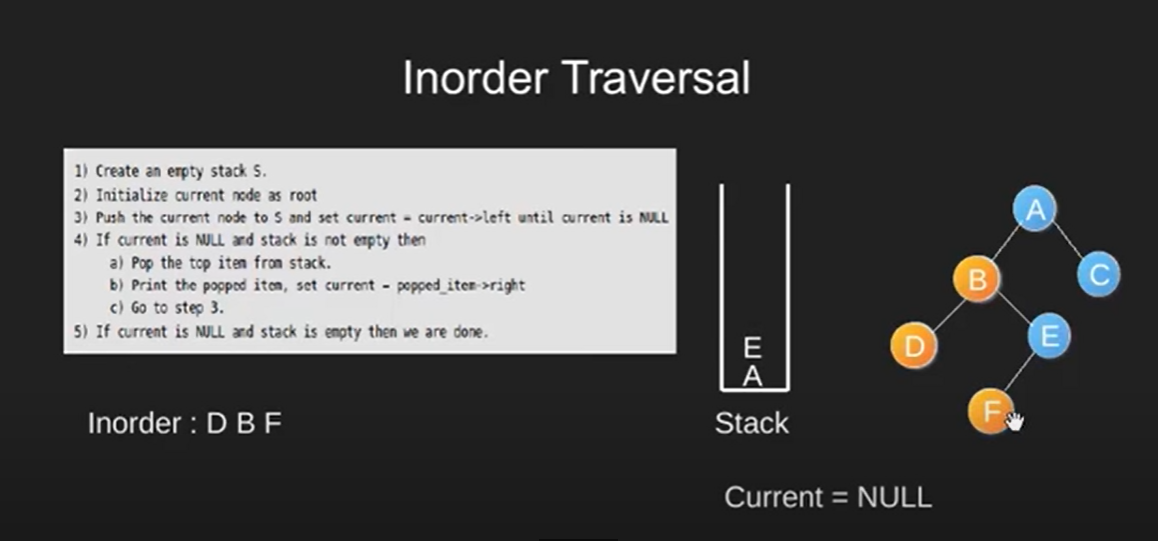 Inorder Traversal
1) Create an empty stack S.
2) Initialize current node as root
3) Push the current node to S and set current = current->left until current is NULL
4) If current is NULL and stack is not empty then
a) Pop the top item from stack.
b) Print the popped item, set current = popped_item->right
c) Go to step 3.
5) If current is NULL and stack is empty then we are done.
Inorder : D B F
E
A
Stack
A
B
C
D
E
F
Current = NULL